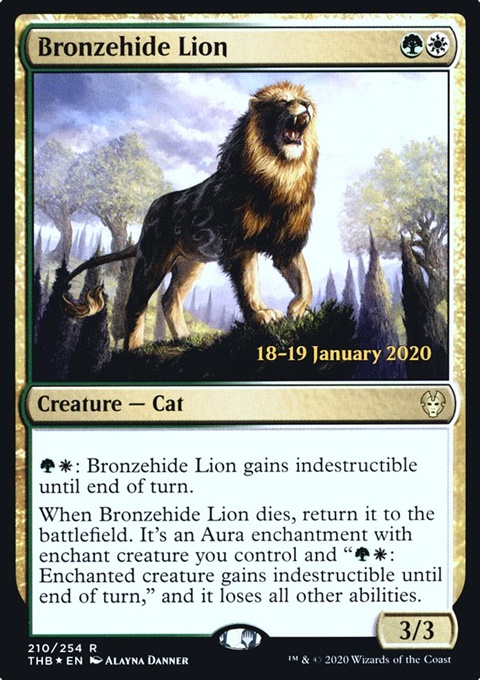 Bronzehide Lion
18–19 January 2020
Creature — Cat
: Bronzehide Lion gains indestructible
until end of turn.
When Bronzehide Lion dies, return it to the
battlefield. It's an Aura enchantment with
enchant creature you control and “:
Enchanted creature gains indestructible until
end of turn,” and it loses all other abilities.
3/3
210/254 R
THB★EN Alayna Danner
™ & © 2020 Wizards of the Coast